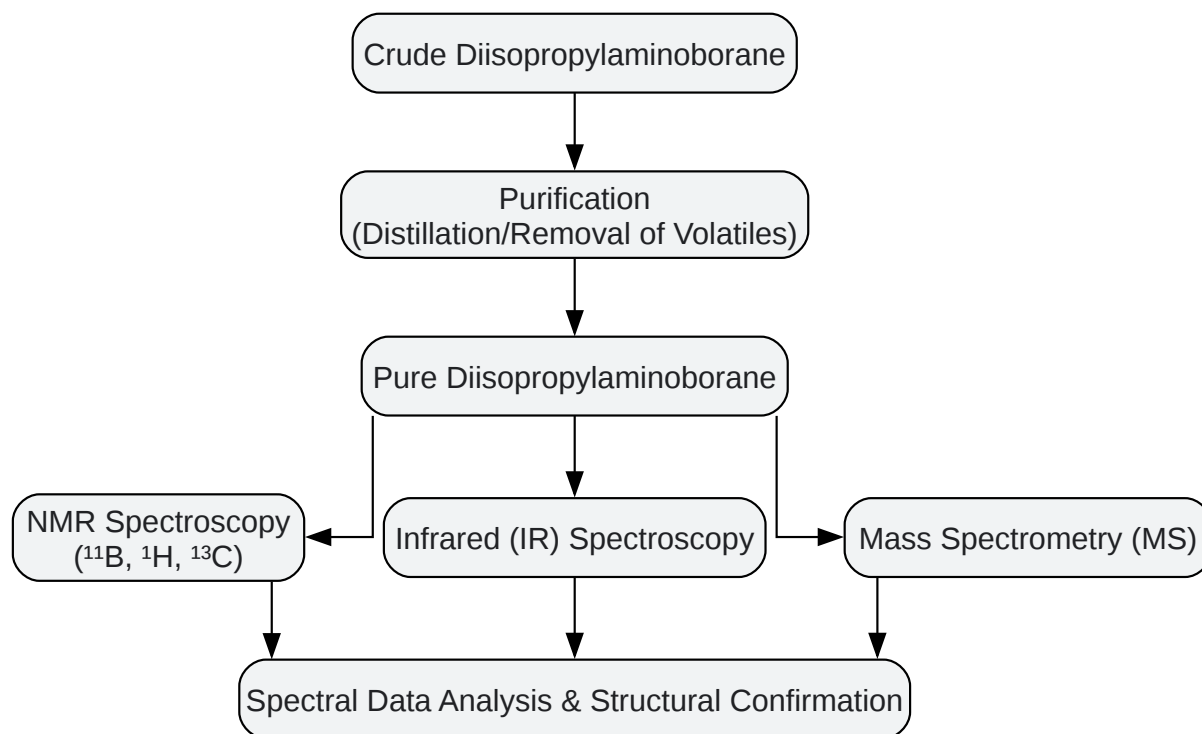 Crude Diisopropylaminoborane
Purification
(Distillation/Removal of Volatiles)
Pure Diisopropylaminoborane
NMR Spectroscopy
(¹¹B, ¹H, ¹³C)
Infrared (IR) Spectroscopy
Mass Spectrometry (MS)
Spectral Data Analysis & Structural Confirmation